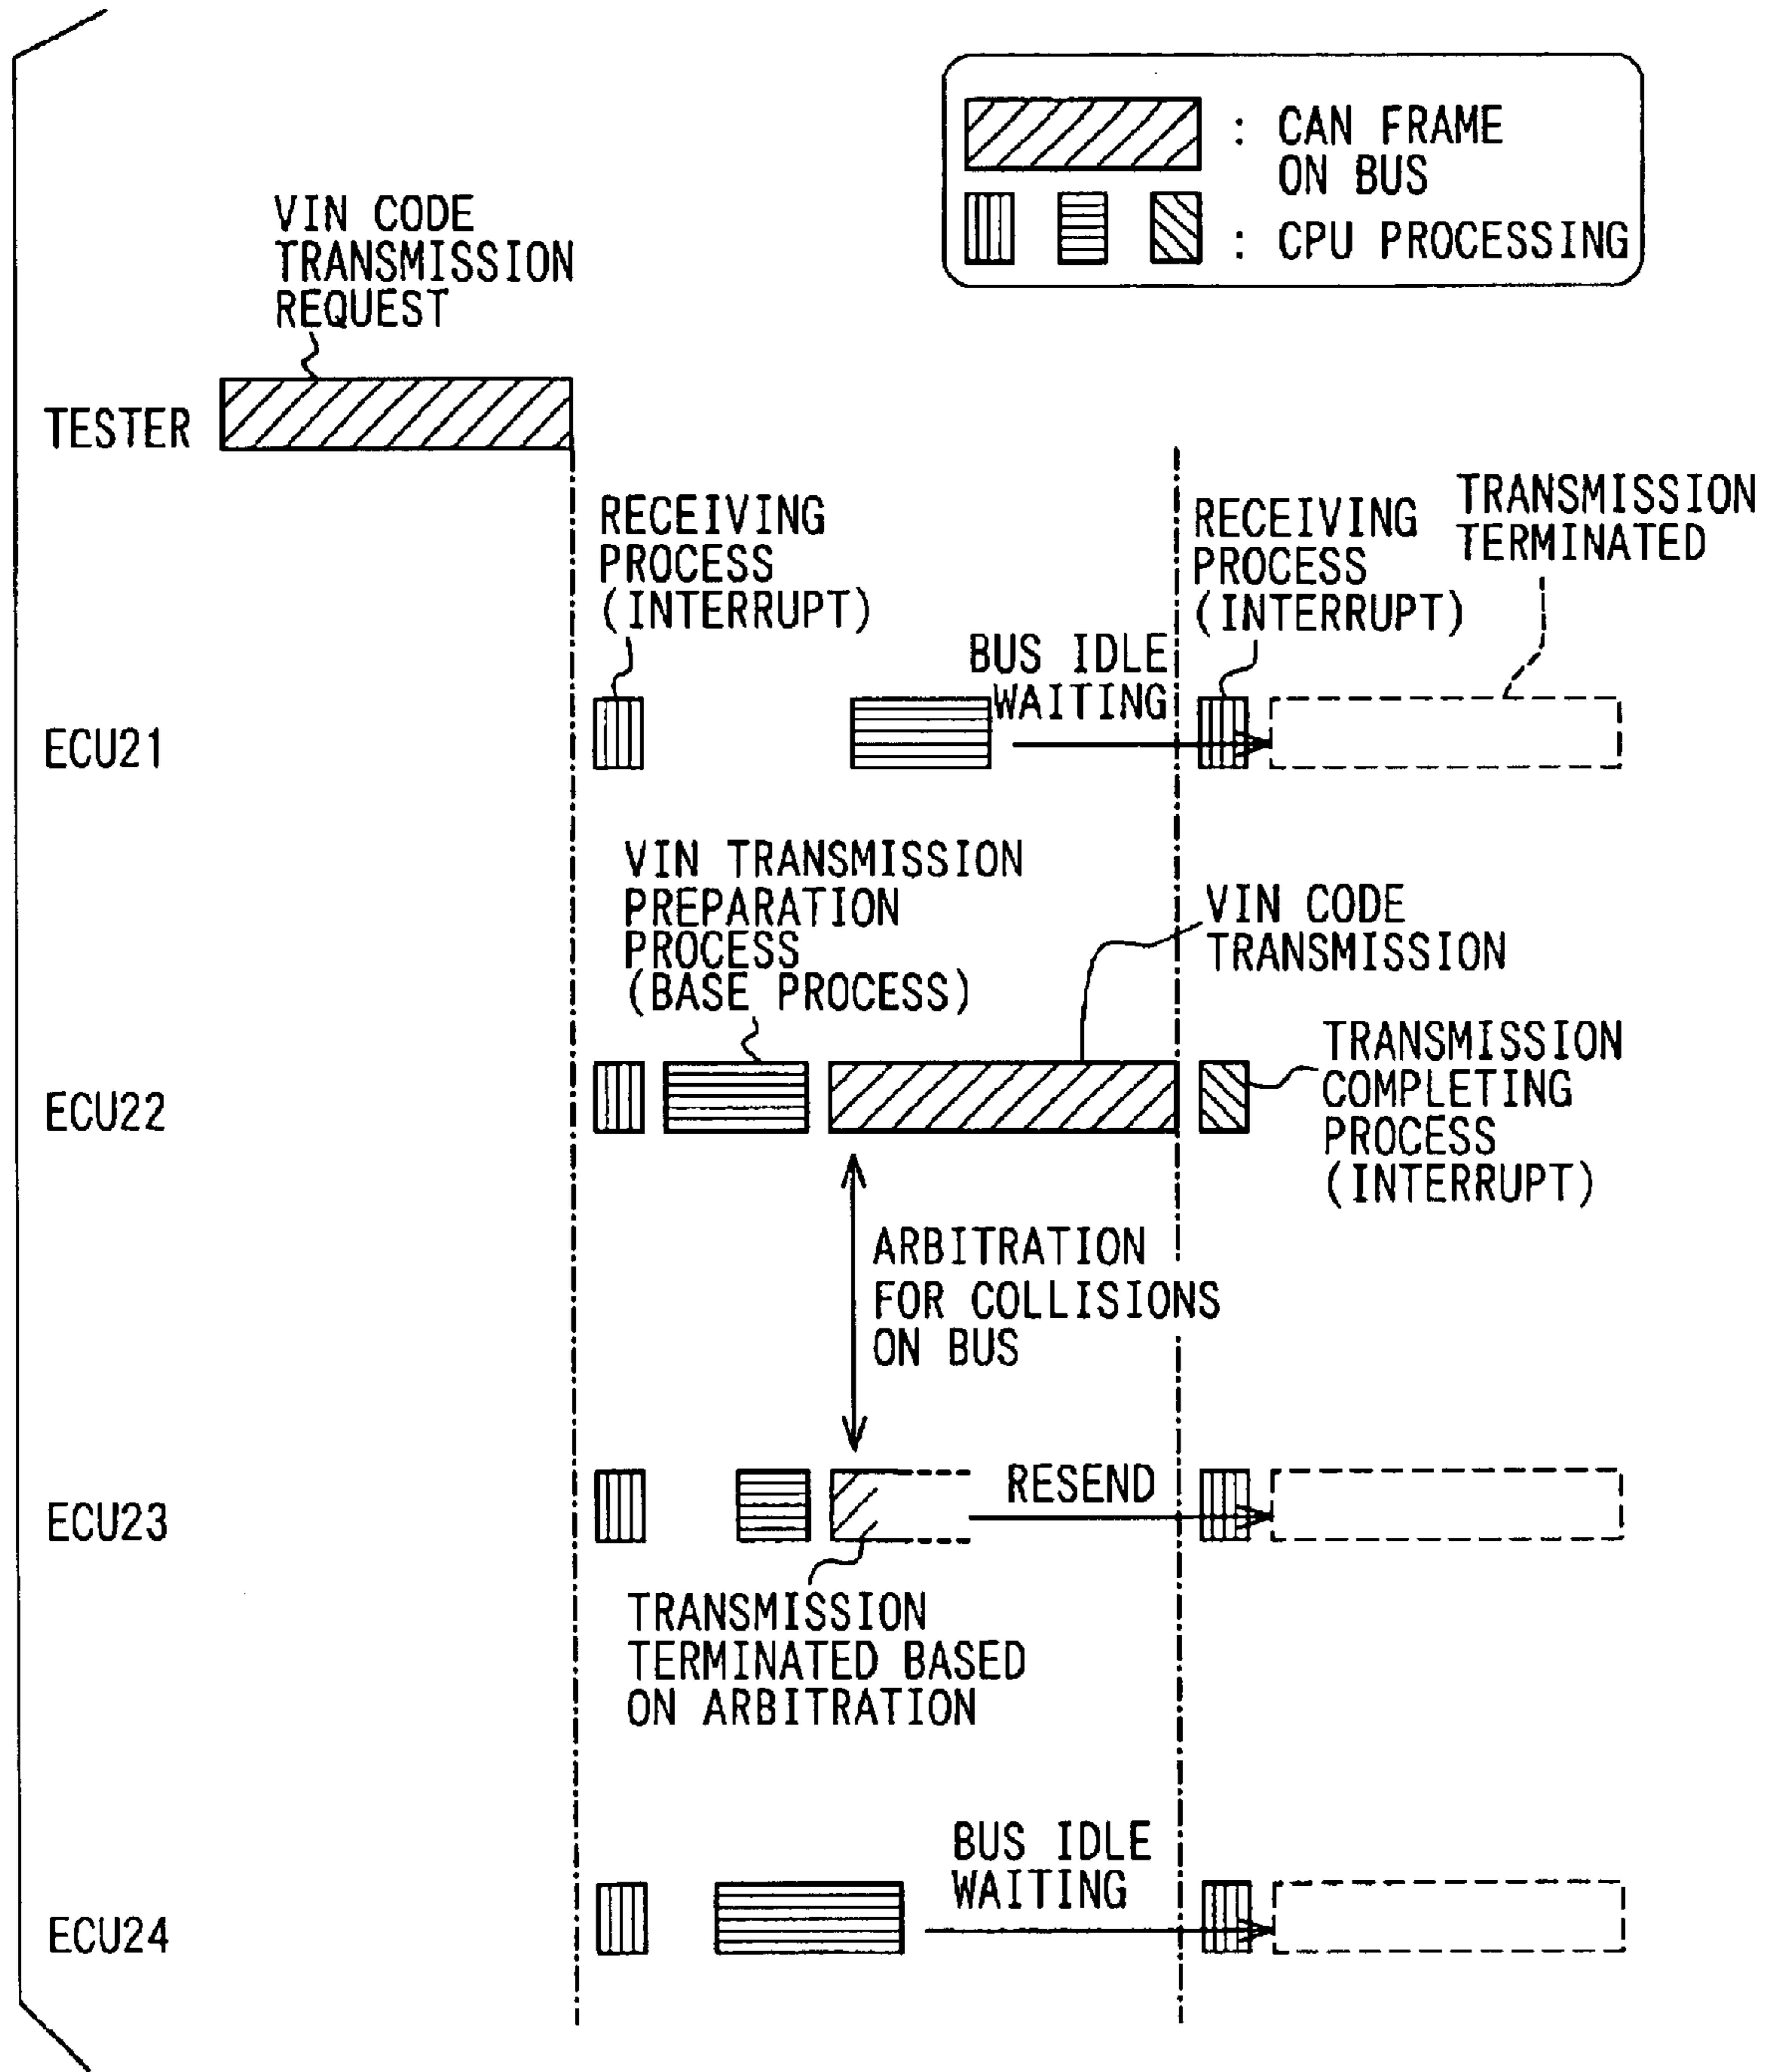 : CAN FRAME
ON BUS
: CPU PROCESSING
VIN CODE
TRANSMISSION
REQUEST
TESTER
RECEIVING
PROCESS
(INTERRUPT)
RECEIVING
PROCESS
(INTERRUPT)
TRANSMISSION
TERMINATED
BUS IDLE
WAITING
ECU21
VIN TRANSMISSION
PREPARATION
PROCESS
(BASE PROCESS)
VIN CODE
TRANSMISSION
ECU22
TRANSMISSION
COMPLETING
PROCESS
(INTERRUPT)
ARBITRATION
FOR COLLISIONS
ON BUS
RESEND
ECU23
TRANSMISSION
TERMINATED BASED
ON ARBITRATION
BUS IDLE
WAITING
ECU24